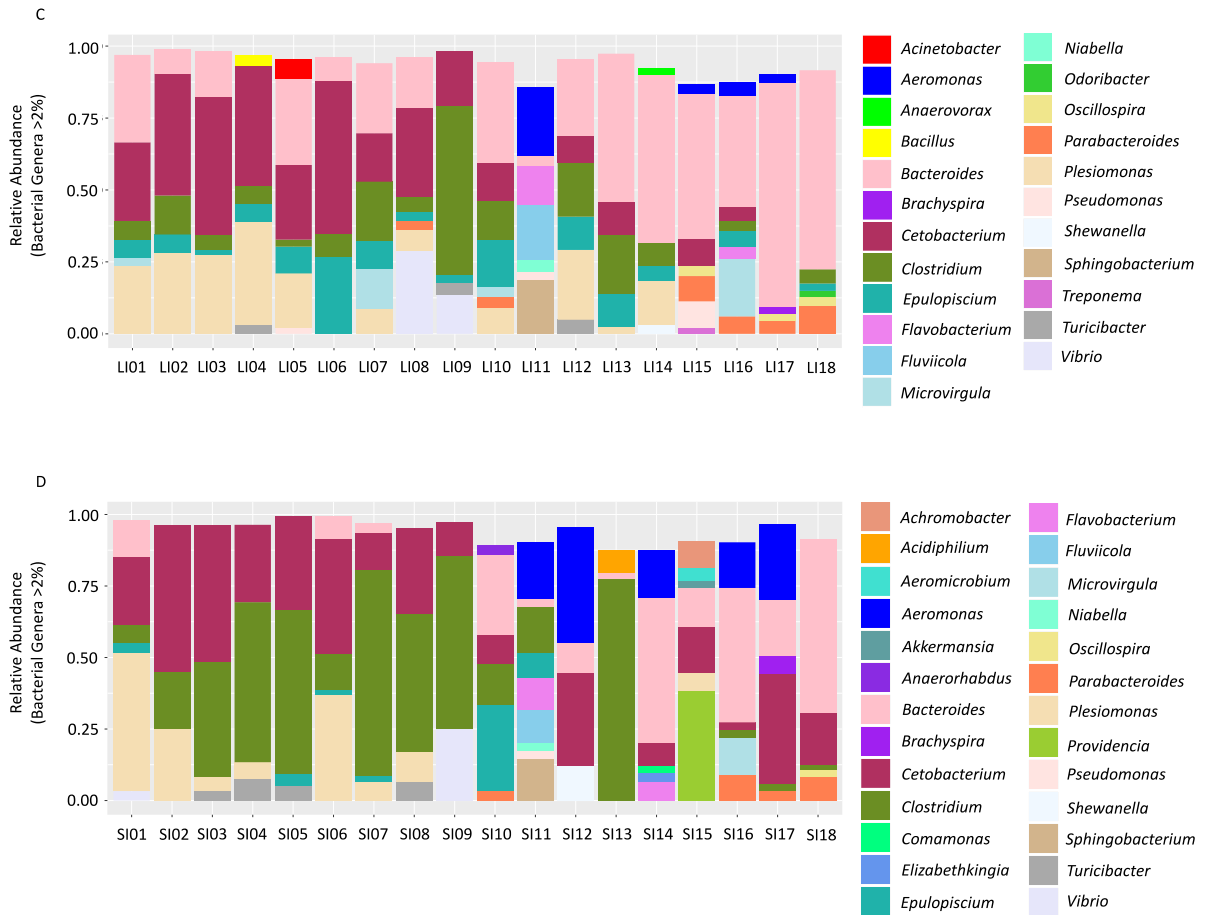 C
Relative Abundance
(Bacterial Genera >2%)
1.00
0.75
0.50
0.25
0.00
LI01 LI02 LI03 LI04 LI05 LI06 LI07 LI08 LI09 LI10 LI11 LI12 LI13 LI14 LI15 LI16 LI17 LI18
Acinetobacter
Aeromonas
Anaerovorax
Bacillus
Bacteroides
Brachyspira
Cetobacterium
Clostridium
Epulopiscium
Flavobacterium
Fluviicola
Microvirgula
Niabella
Odoribacter
Oscillospira
Parabacteroides
Plesiomonas
Pseudomonas
Shewanella
Sphingobacterium
Treponema
Turicibacter
Vibrio
D
Relative Abundance
(Bacterial Genera >2%)
1.00
0.75
0.50
0.25
0.00
SI01 SI02 SI03 SI04 SI05 SI06 SI07 SI08 SI09 SI10 SI11 SI12 SI13 SI14 SI15 SI16 SI17 SI18
Achromobacter
Acidiphilium
Aeromicrobium
Aeromonas
Akkermansia
Anaerorhabdus
Bacteroides
Brachyspira
Cetobacterium
Clostridium
Comamonas
Elizabethkingia
Epulopiscium
Flavobacterium
Fluviicola
Microvirgula
Niabella
Oscillospira
Parabacteroides
Plesiomonas
Providencia
Pseudomonas
Shewanella
Sphingobacterium
Turicibacter
Vibrio